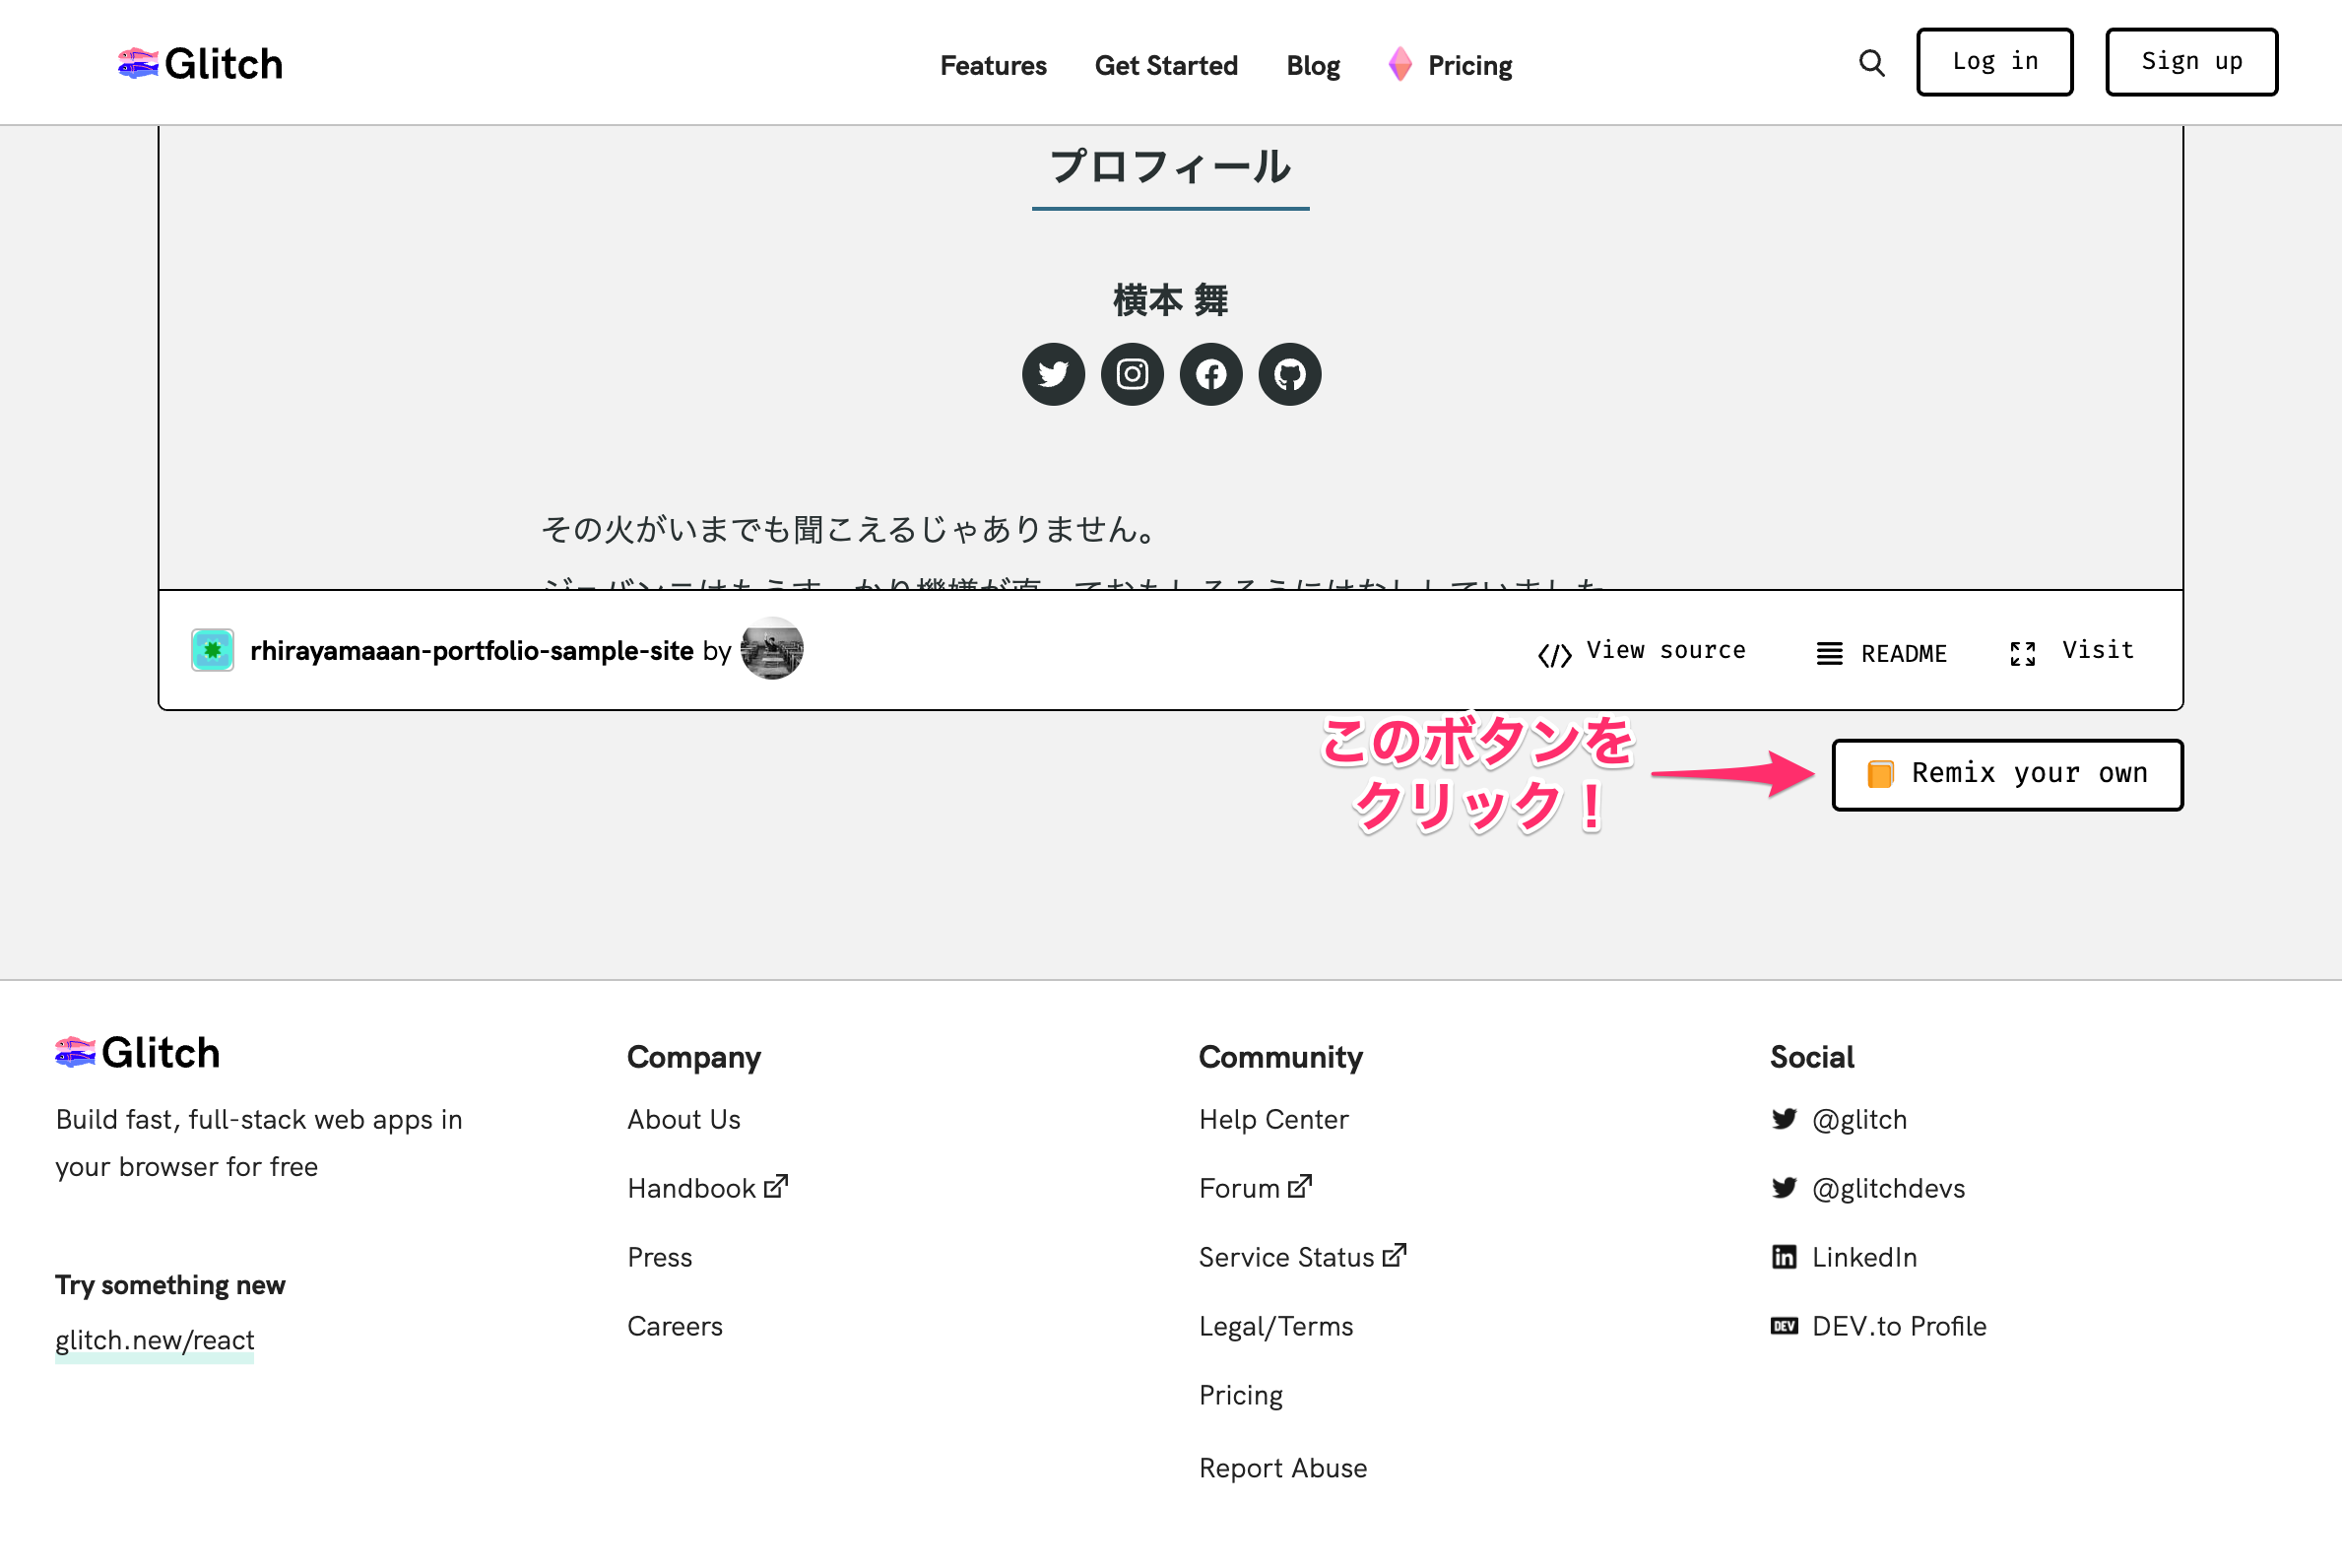 Glitch
Features Get Started Blog Pricing
Log in Sign up
プロフィール
横本 舞
その火がいまでも聞こえるじゃありません。
rhirayamaaan-portfolio-sample-site by
View source README Visit
このボタンを
クリック！
Remix your own
Glitch
Build fast, full-stack web apps in
your browser for free
Try something new
glitch.new/react
Company
About Us
Handbook
Press
Careers
Community
Help Center
Forum
Service Status
Legal/Terms
Pricing
Report Abuse
Social
@glitch
@glitchdevs
LinkedIn
DEV DEV.to Profile